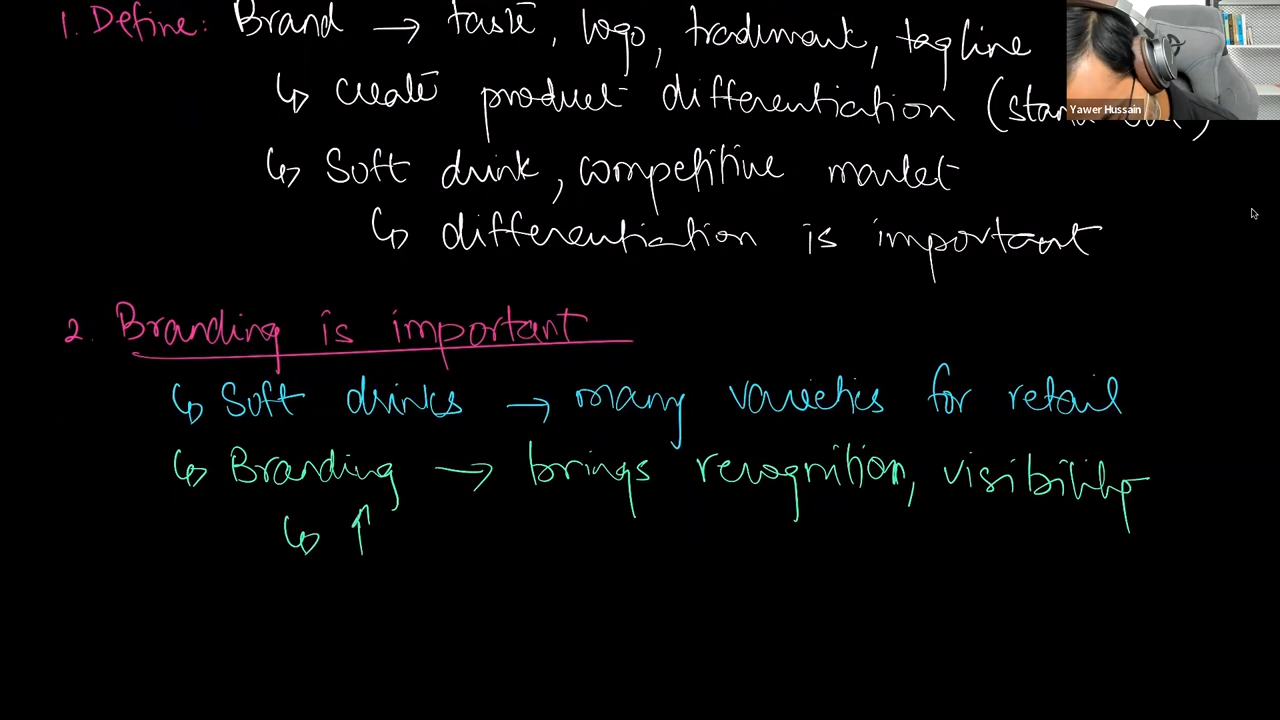 1. Define: Brand → taste, logo, trademark, tagline
↳ create product differentiation (stan
↳ Soft drink, competitive market
↳ differentiation is important
2. Branding is important
↳ Soft drinks → many varieties for retail
↳ Branding → brings recognition, visibility
↳ ↑
Yawer Hussain